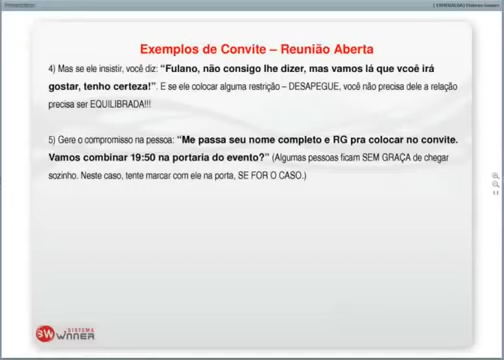 Exemplos de Convite – Reunião Aberta
4) Mas se ele insistir, você diz: “Fulano, não consigo lhe dizer, mas vamos lá que vcoê irá
gostar, tenho certeza!”. E se ele colocar alguma restrição – DESAPEGUE, você não precisa dele a relação
precisa ser EQUILIBRADA!!!
5) Gere o compromisso na pessoa: “Me passa seu nome completo e RG pra colocar no convite.
Vamos combinar 19:50 na portaria do evento?” (Algumas pessoas ficam SEM GRAÇA de chegar
sozinho. Neste caso, tente marcar com ele na porta, SE FOR O CASO.)
SISTEMA
WINNER